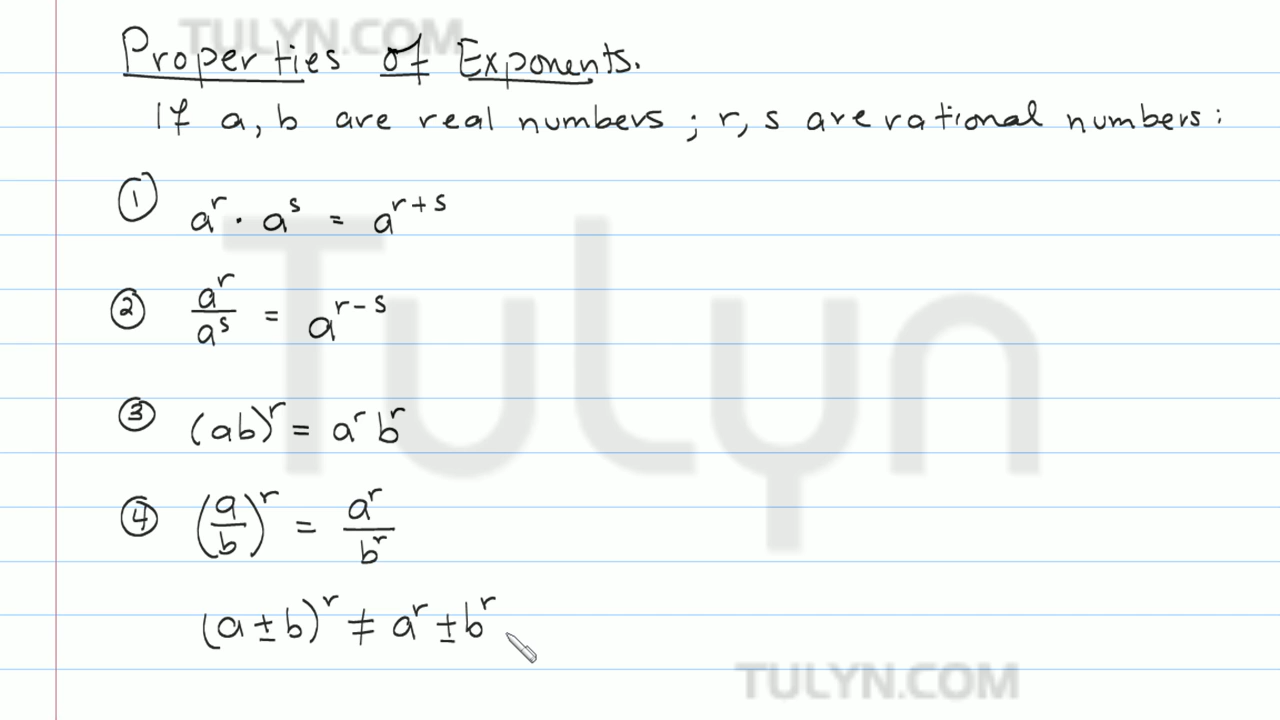 TULYN.COM
Properties of Exponents.
If a, b are real numbers; r, s are rational numbers:
① a^r · a^s = a^(r+s)
② a^r/a^s = a^(r-s)
③ (ab)^r = a^r b^r
④ (a/b)^r = a^r/b^r
(a ± b)^r ≠ a^r ± b^r
Tulyn
TULYN.COM